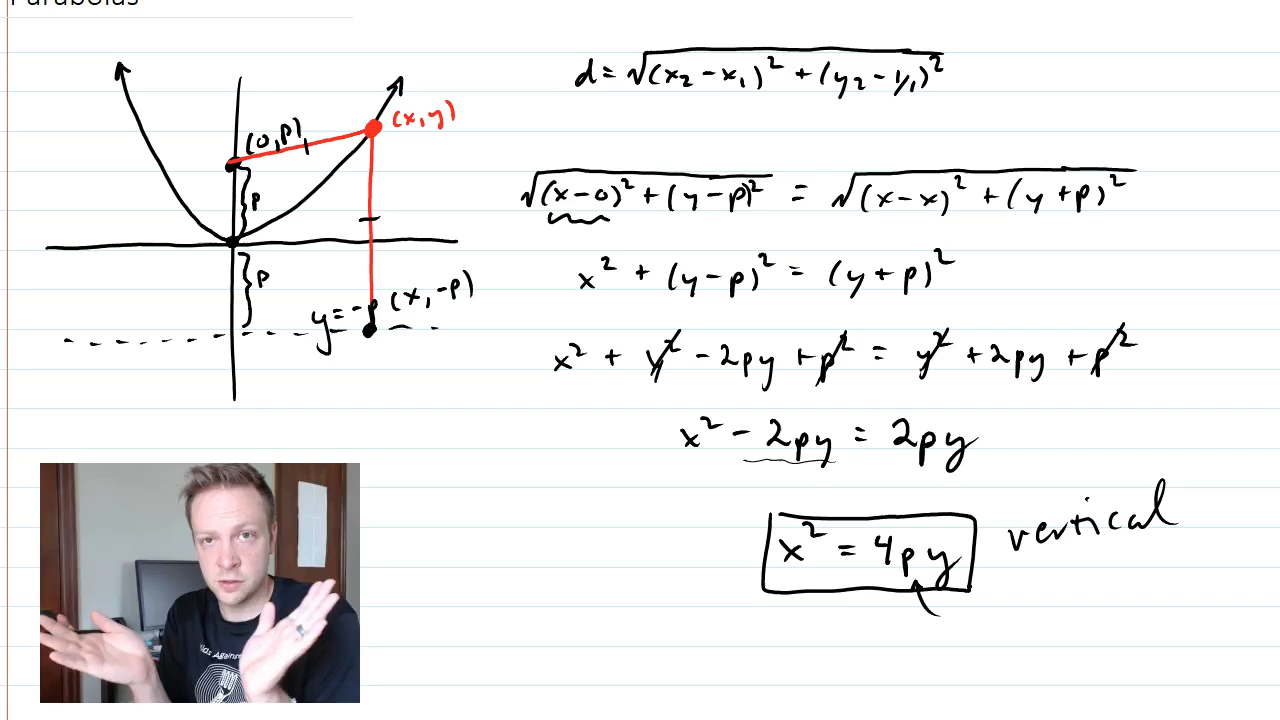 Parabolas
d = √(x₂ - x₁)² + (y₂ - y₁)²
(x, y)
(0, P)
P
√(x - 0)² + (y - p)² = √(x - x)² + (y + p)²
P
x² + (y - p)² = (y + p)²
y = -p (x, -p)
x² + y² - 2py + p² = y² + 2py + p²
x² - 2py = 2py
x² = 4py vertical
Against